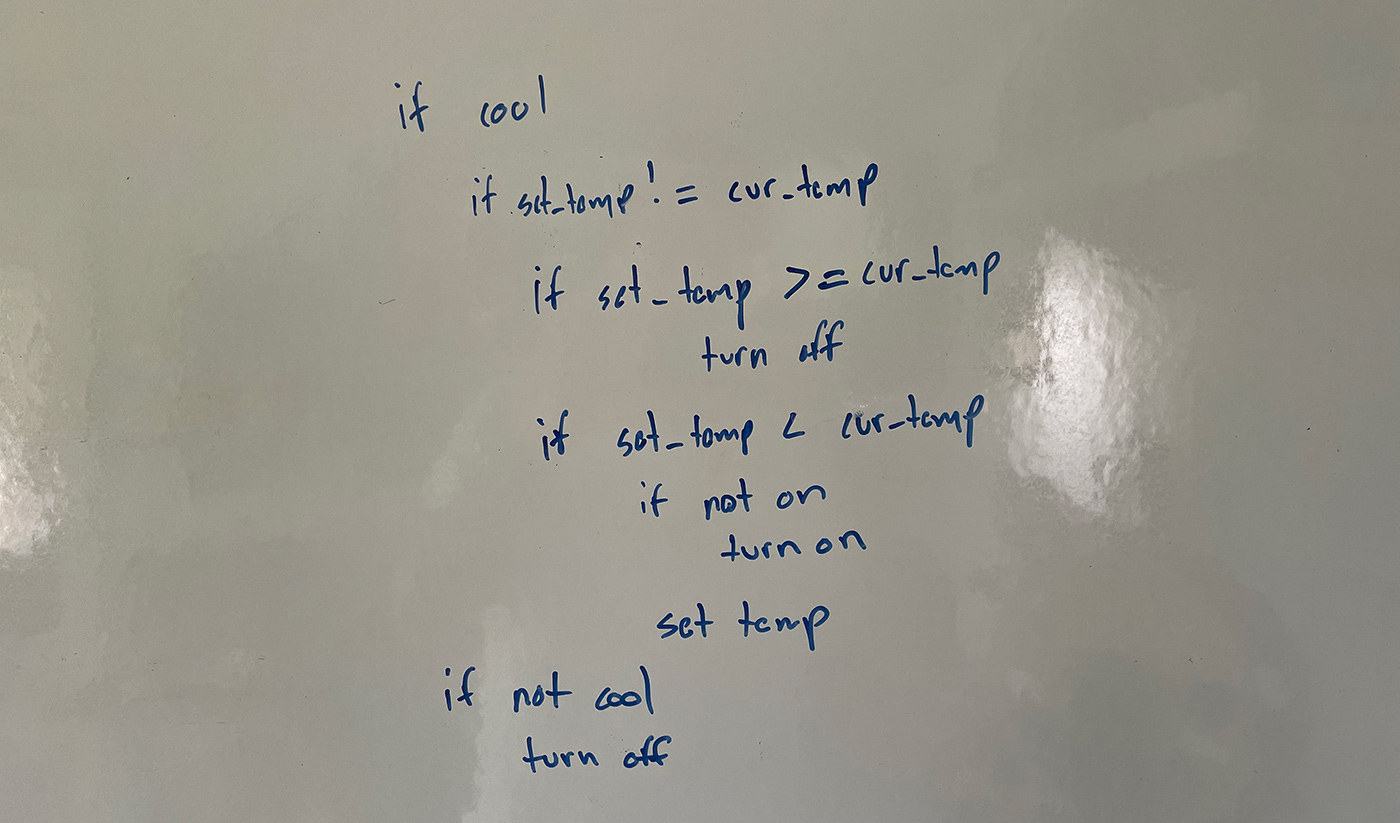 if cool
if set_temp != cur_temp
if set_temp >= cur_temp
turn off
if set_temp < cur_temp
if not on
turn on
set temp
if not cool
turn off